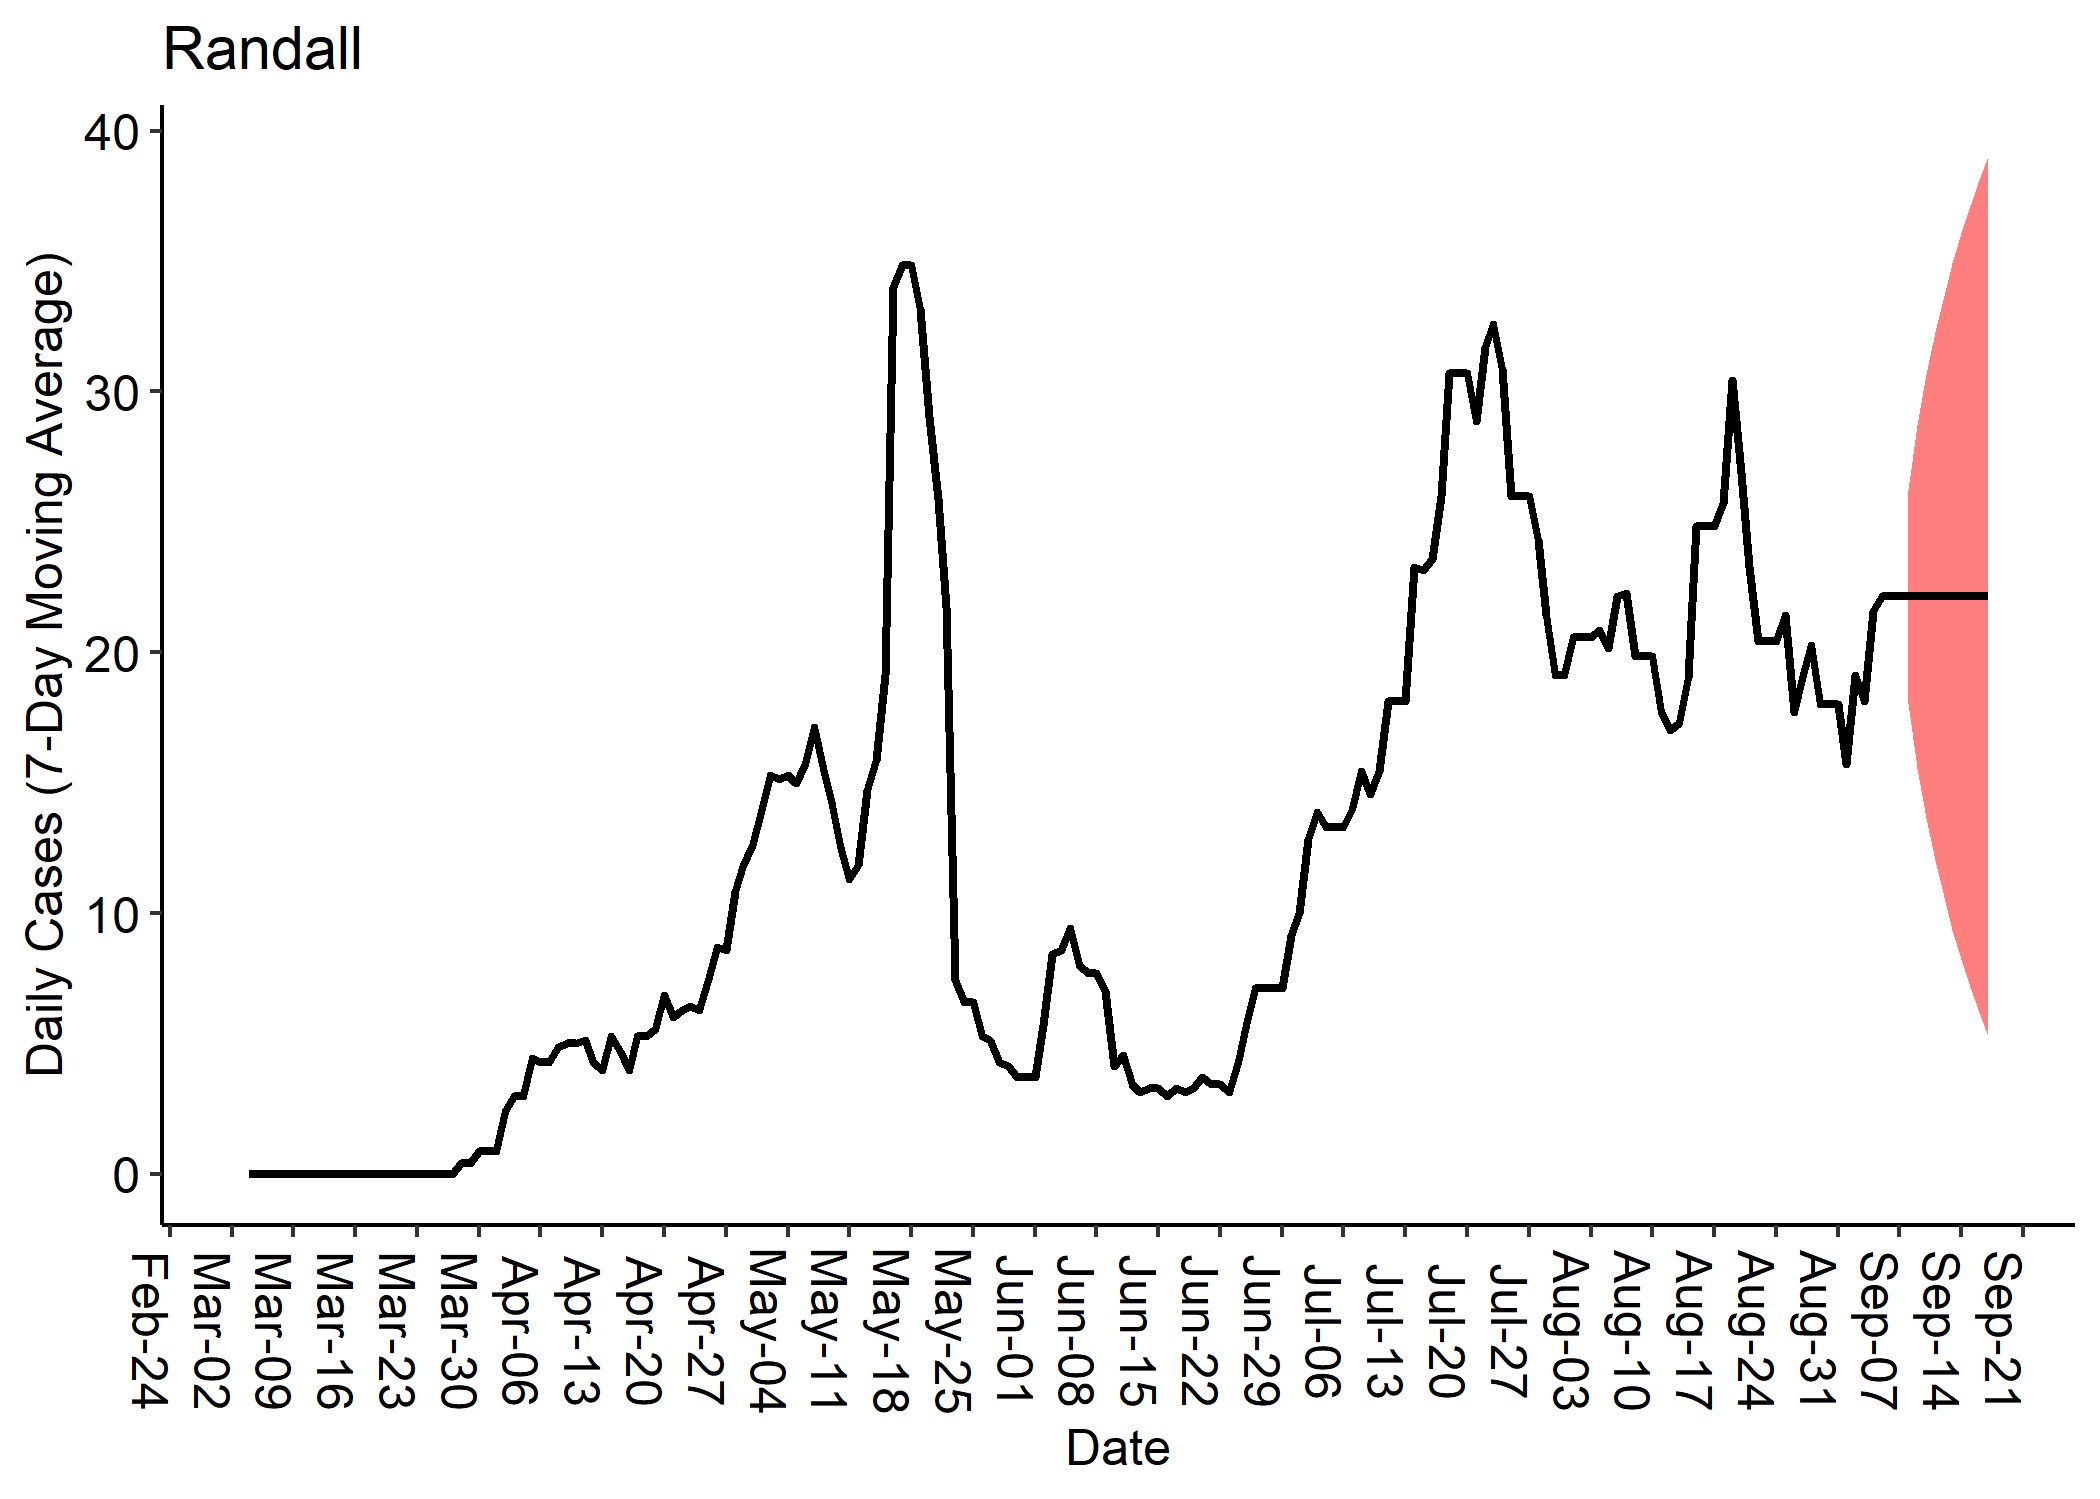 Randall
Daily Cases (7-Day Moving Average)
40
30
20
10
0
Feb-24
Mar-02
Mar-09
Mar-16
Mar-23
Mar-30
Apr-06
Apr-13
Apr-20
Apr-27
May-04
May-11
May-18
May-25
Jun-01
Jun-08
Jun-15
Jun-22
Jun-29
Jul-06
Jul-13
Jul-20
Jul-27
Aug-03
Aug-10
Aug-17
Aug-24
Aug-31
Sep-07
Sep-14
Sep-21
Date